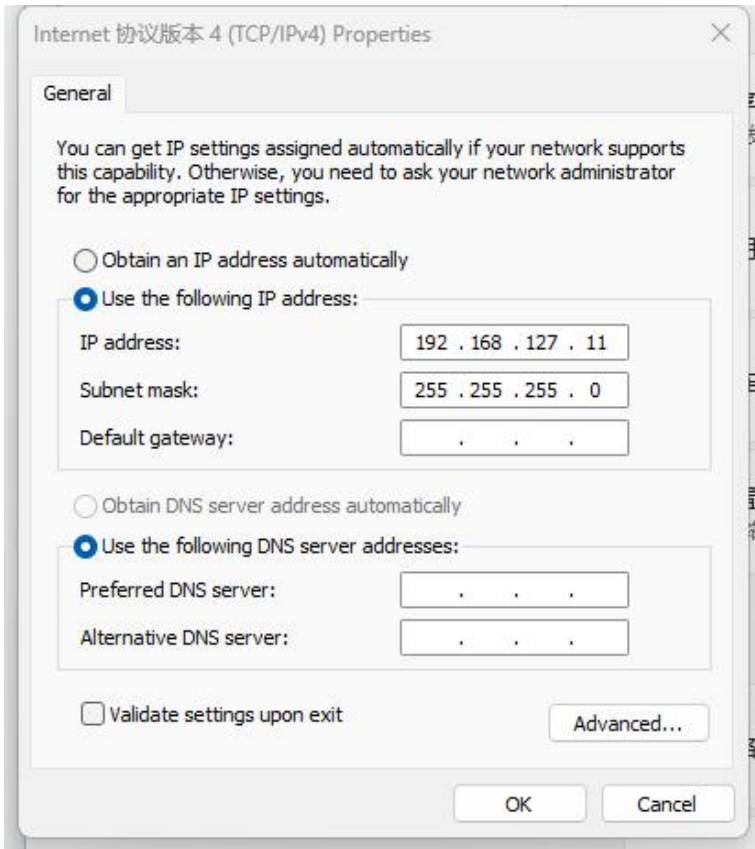 Internet 协议版本 4 (TCP/IPv4) Properties
General
You can get IP settings assigned automatically if your network supports
this capability. Otherwise, you need to ask your network administrator
for the appropriate IP settings.
Obtain an IP address automatically
Use the following IP address:
IP address: 192 . 168 . 127 . 11
Subnet mask: 255 . 255 . 255 . 0
Default gateway: . . .
Obtain DNS server address automatically
Use the following DNS server addresses:
Preferred DNS server: . . .
Alternative DNS server: . . .
Validate settings upon exit
Advanced...
OK Cancel